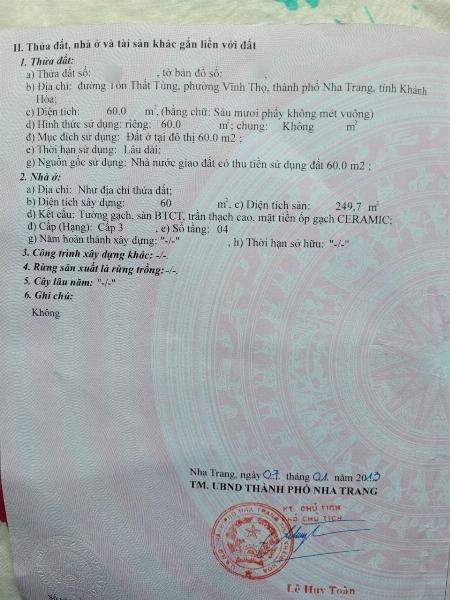 II. Thửa đất, nhà ở và tài sản khác gắn liền với đất
1. Thửa đất:
a) Thửa đất số: , tờ bản đồ số: ,
b) Địa chỉ: đường Tôn Thất Tùng, phường Vĩnh Thọ, thành phố Nha Trang, tỉnh Khánh
Hòa;
c) Diện tích: 60.0 m², (bằng chữ: Sáu mươi phẩy không mét vuông)
d) Hình thức sử dụng: riêng: 60.0 m²; chung: Không m²
đ) Mục đích sử dụng: Đất ở tại đô thị 60.0 m2 ;
e) Thời hạn sử dụng: Lâu dài;
g) Nguồn gốc sử dụng: Nhà nước giao đất có thu tiền sử dụng đất 60.0 m2 ;
2. Nhà ở:
a) Địa chỉ: Như địa chỉ thửa đất;
b) Diện tích xây dựng: 60 m². c) Diện tích sàn: 249,7 m²
d) Kết cấu: Tường gạch, sàn BTCT, trần thạch cao, mặt tiền ốp gạch CERAMIC;
đ) Cấp (Hạng): Cấp 3 , e) Số tầng: 04
g) Năm hoàn thành xây dựng: "-/-" , h) Thời hạn sở hữu: "-/-"
3. Công trình xây dựng khác: -/-.
4. Rừng sản xuất là rừng trồng: -/-.
5. Cây lâu năm: "-/-"
6. Ghi chú:
Không
Nha Trang, ngày 07 tháng 01 năm 2013
TM. UBND THÀNH PHỐ NHA TRANG
KT. CHỦ TỊCH
PHÓ CHỦ TỊCH
Lê Huy Toàn